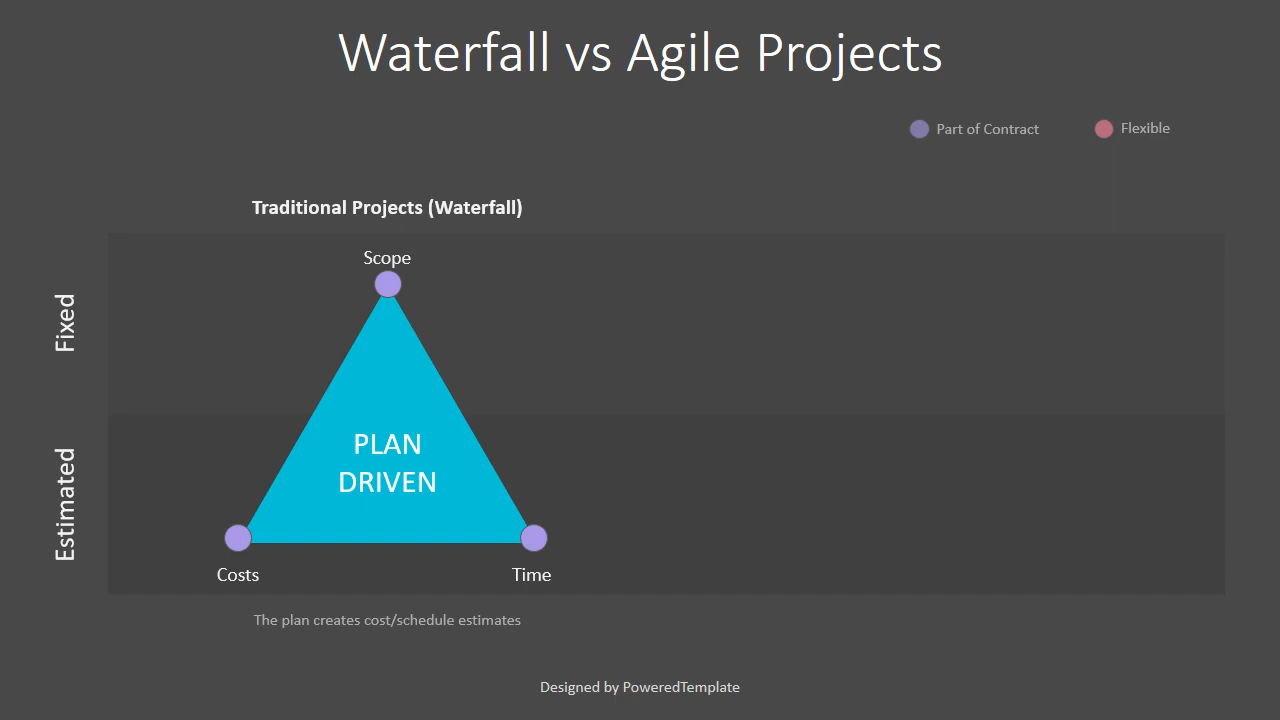 Waterfall vs Agile Projects
Part of Contract
Flexible
Traditional Projects (Waterfall)
Fixed
Scope
PLAN
DRIVEN
Estimated
Costs
Time
The plan creates cost/schedule estimates
Designed by PoweredTemplate